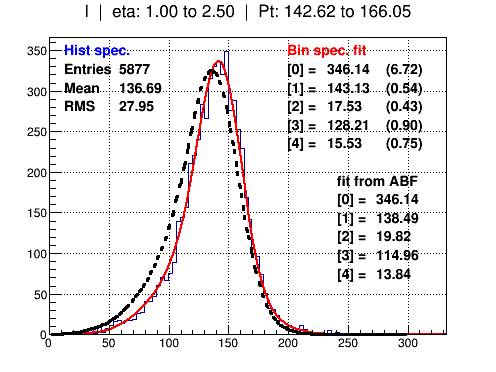 I | eta: 1.00 to 2.50 | Pt: 142.62 to 166.05
Hist spec.
Entries 5877
Mean 136.69
RMS 27.95
Bin spec. fit
[0] = 346.14 (6.72)
[1] = 143.13 (0.54)
[2] = 17.53 (0.43)
[3] = 128.21 (0.90)
[4] = 15.53 (0.75)
fit from ABF
[0] = 346.14
[1] = 138.49
[2] = 19.82
[3] = 114.96
[4] = 13.84
350
300
250
200
150
100
50
0
0 50 100 150 200 250 300